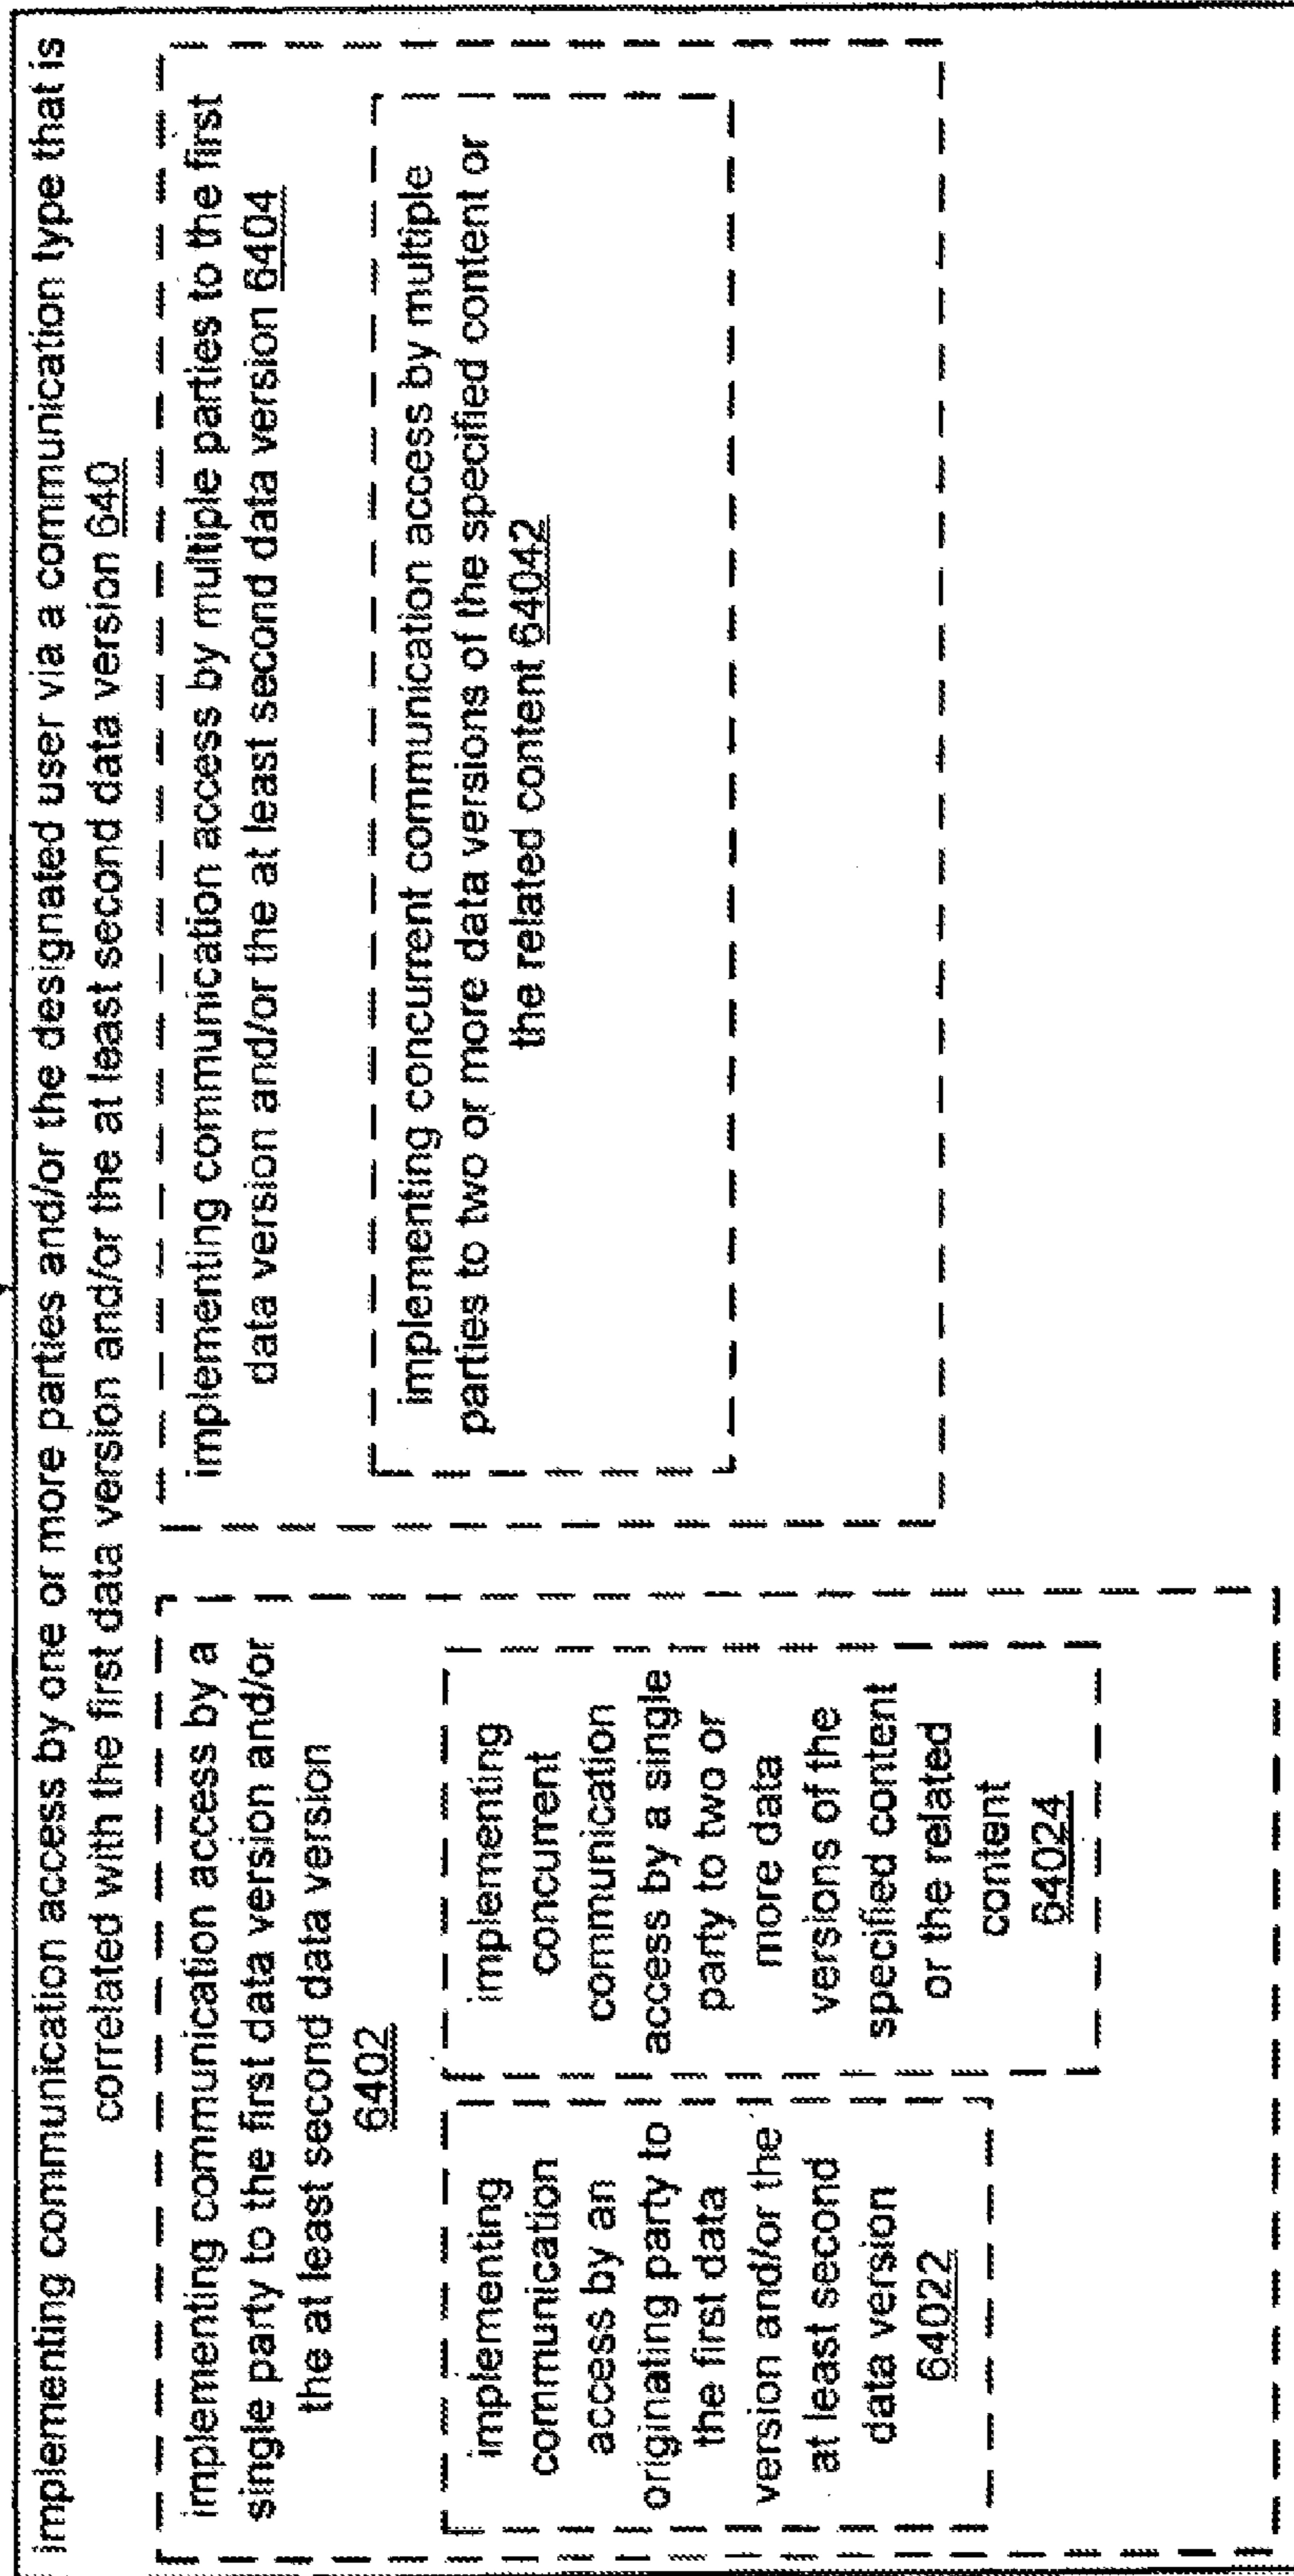 implementing communication access by one or more parties and/or the designated user via a communication type that is
correlated with the first data version and/or the at least second data version 640
implementing communication access by a
single party to the first data version and/or
the at least second data version
6402
implementing
communication
access by an
originating party to
the first data
version and/or the
at least second
data version
64022
implementing
concurrent
communication
access by a single
party to two or
more data
versions of the
specified content
or the related
content
64024
implementing communication access by multiple parties to the first
data version and/or the at least second data version 6404
implementing concurrent communication access by multiple
parties to two or more data versions of the specified content or
the related content 64042